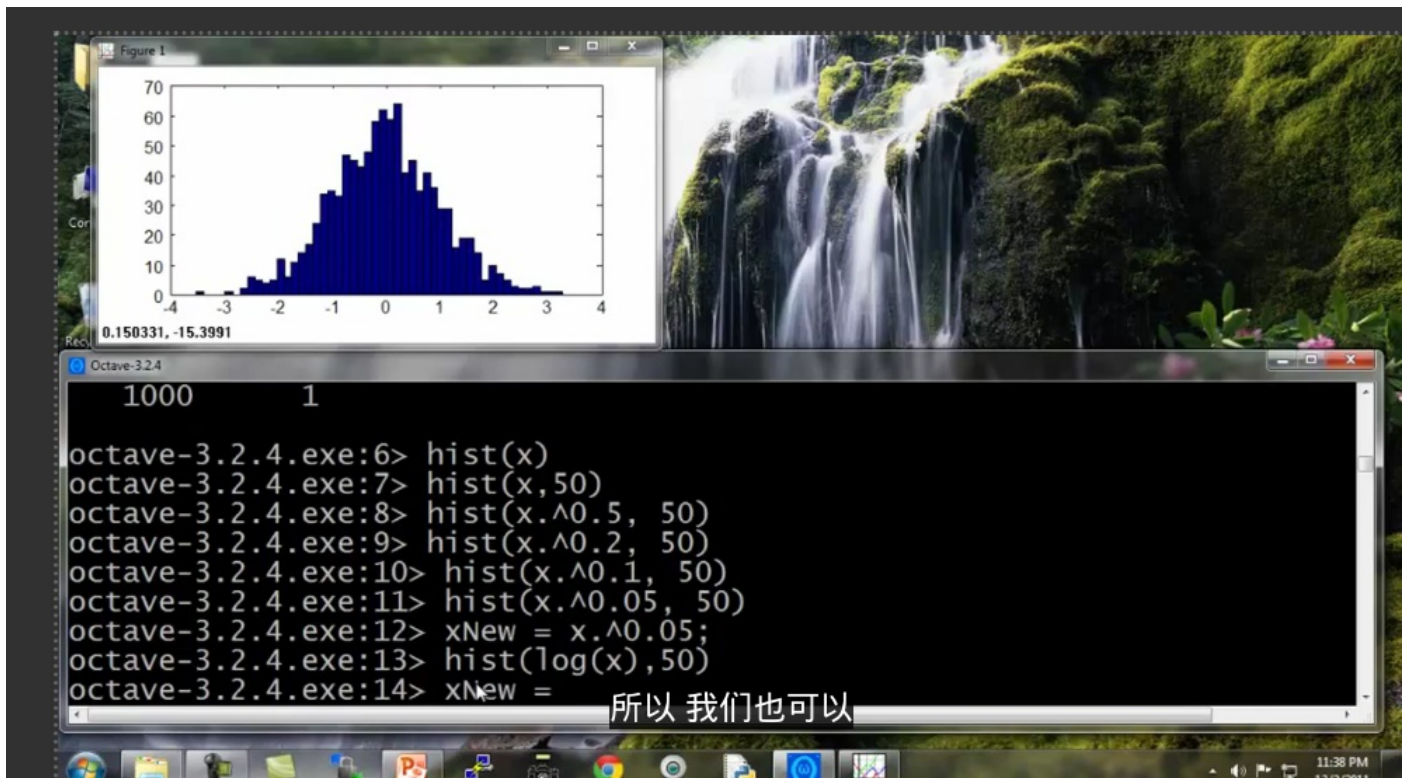 Figure 1
70
60
50
40
30
20
10
0
-4 -3 -2 -1 0 1 2 3 4
0.150331, -15.3991
Octave-3.2.4
1000 1
octave-3.2.4.exe:6> hist(x)
octave-3.2.4.exe:7> hist(x,50)
octave-3.2.4.exe:8> hist(x.^0.5, 50)
octave-3.2.4.exe:9> hist(x.^0.2, 50)
octave-3.2.4.exe:10> hist(x.^0.1, 50)
octave-3.2.4.exe:11> hist(x.^0.05, 50)
octave-3.2.4.exe:12> xNew = x.^0.05;
octave-3.2.4.exe:13> hist(log(x),50)
octave-3.2.4.exe:14> xNew =
所以 我们也可以
11:38 PM